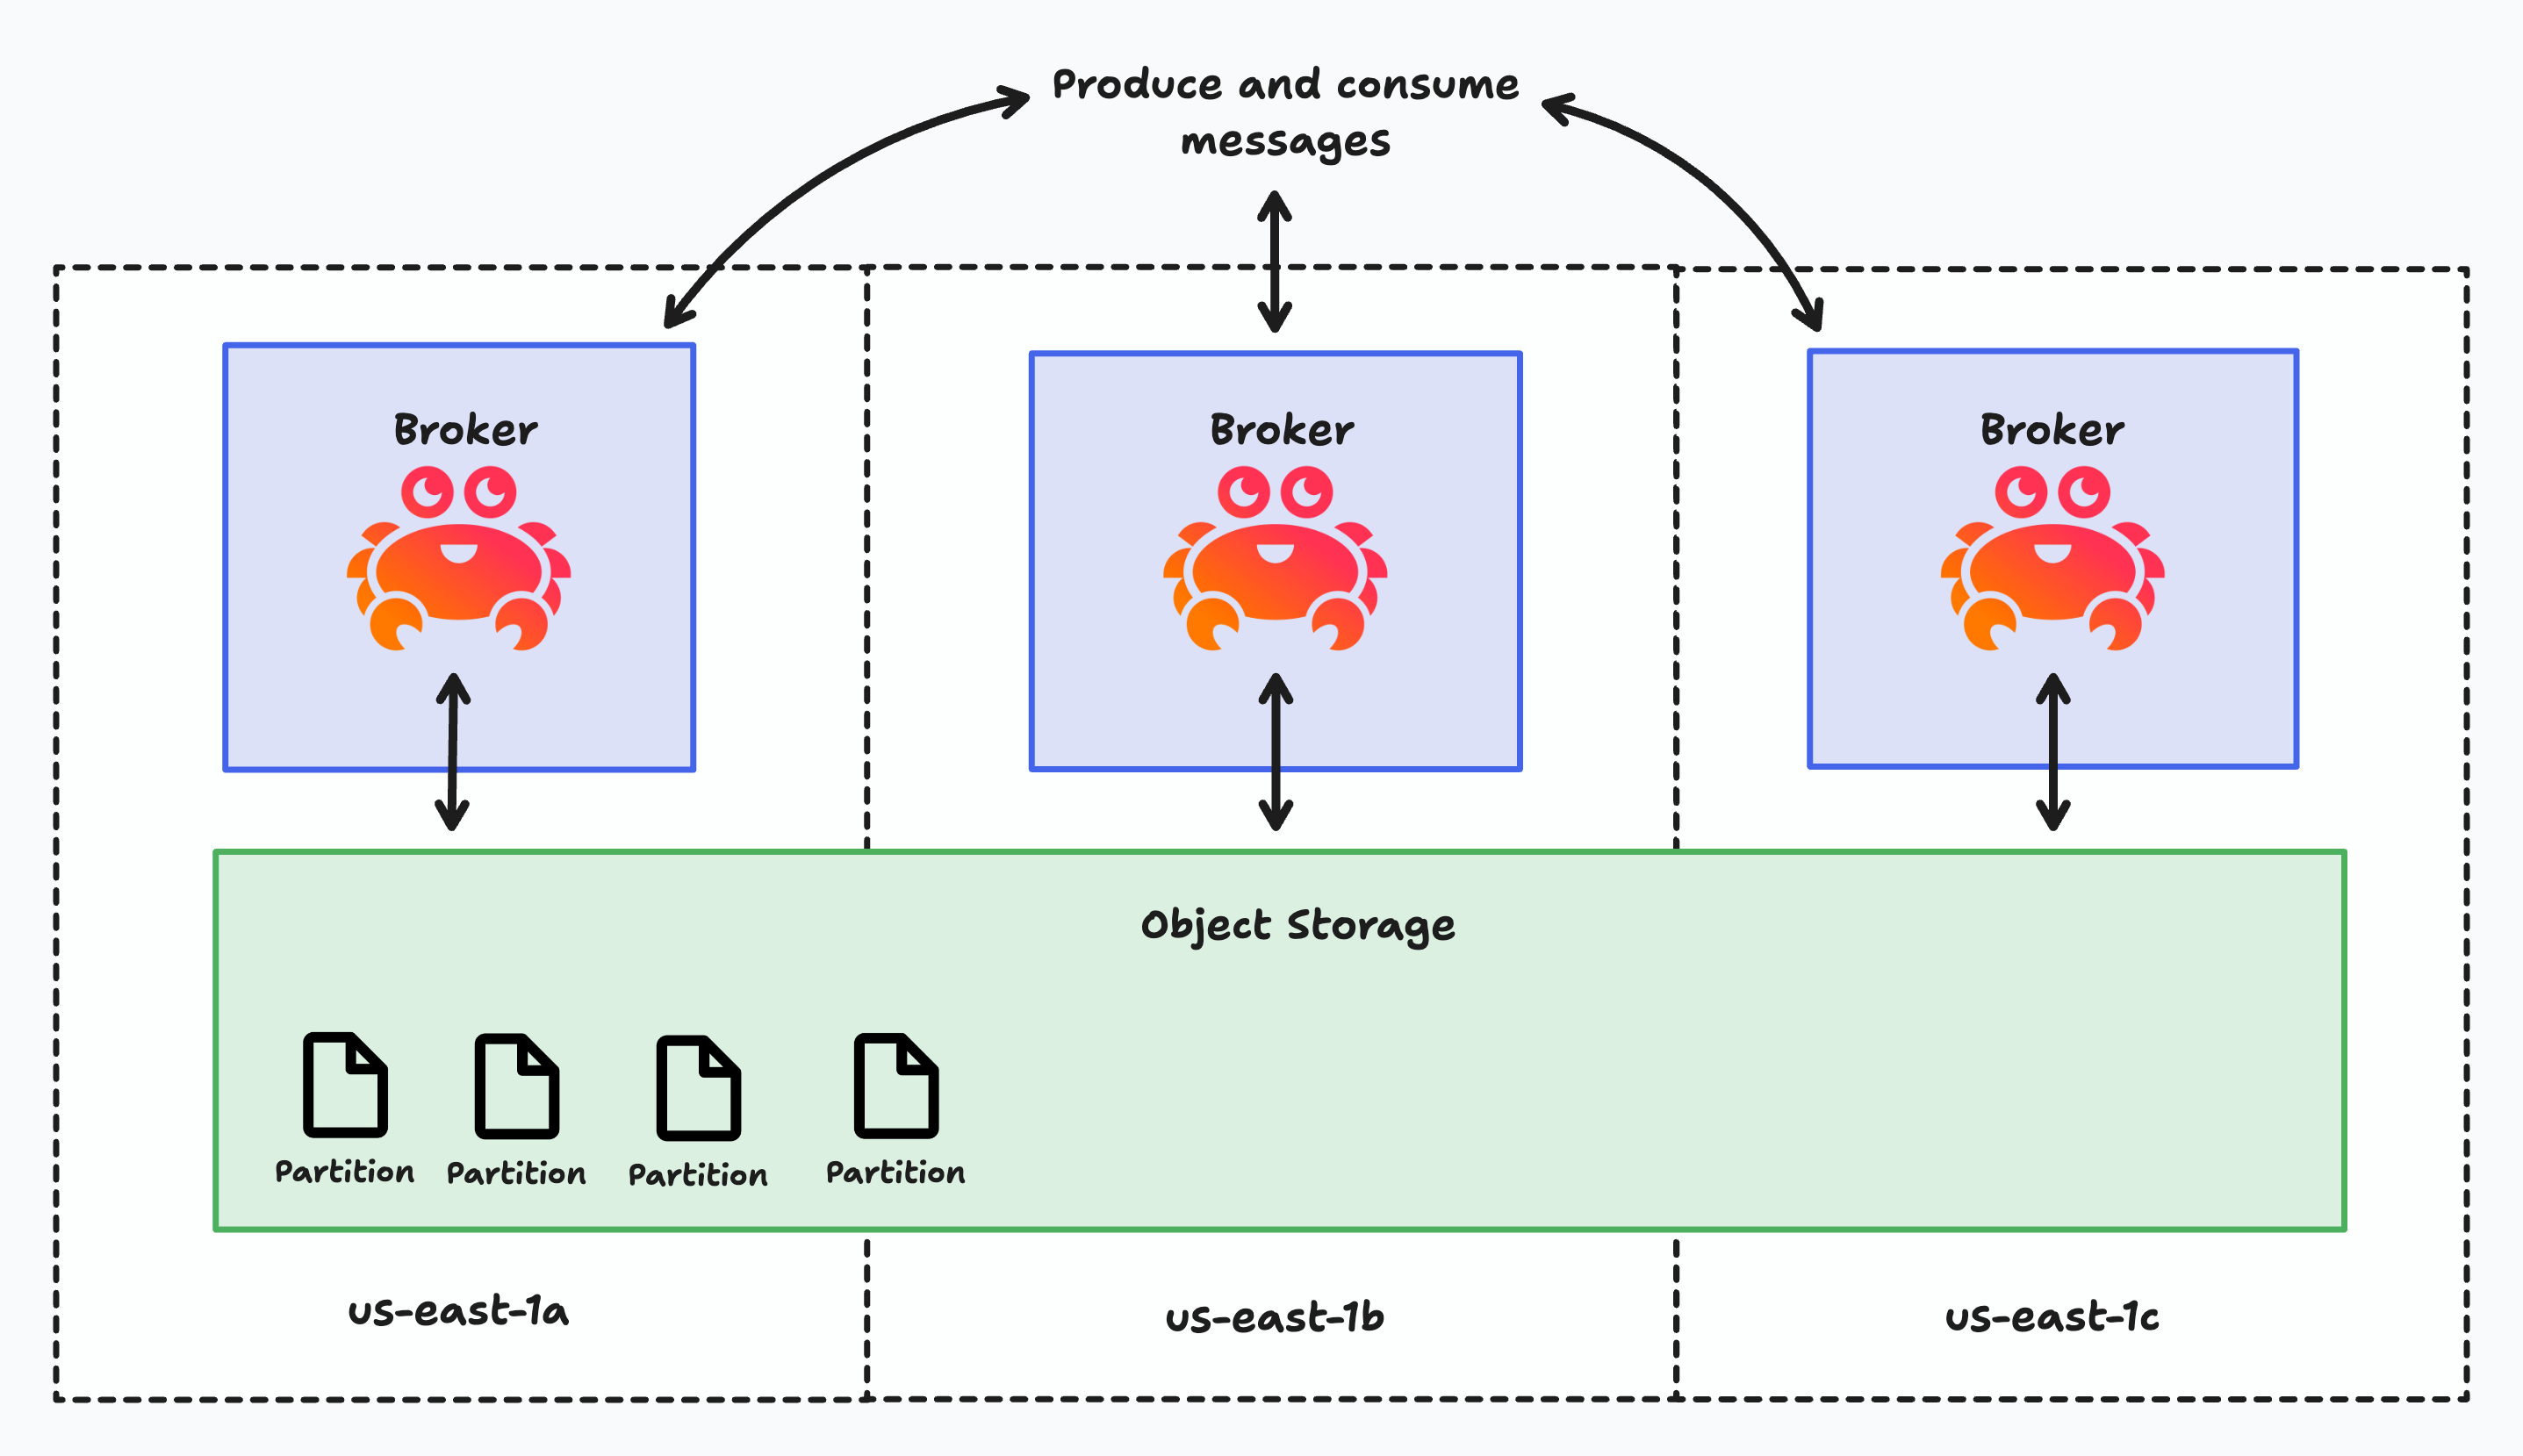 Produce and consume
messages
Broker
Broker
Broker
Object Storage
Partition
Partition
Partition
Partition
us-east-1a
us-east-1b
us-east-1c